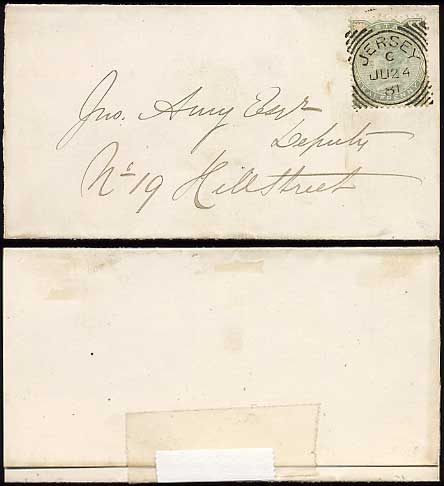 JERSEY
C
JU 24
81
Jno. Amy Esqr
Deputy
No 19 Hill Street